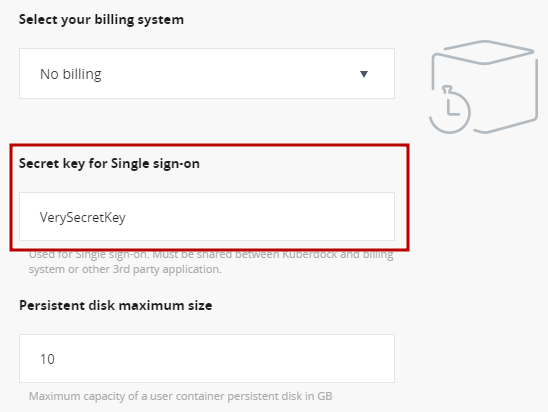 Select your billing system
No billing
Secret key for Single sign-on
VerySecretKey
Used for Single sign-on. Must be shared between Kuberdock and billing
system or other 3rd party application.
Persistent disk maximum size
10
Maximum capacity of a user container persistent disk in GB